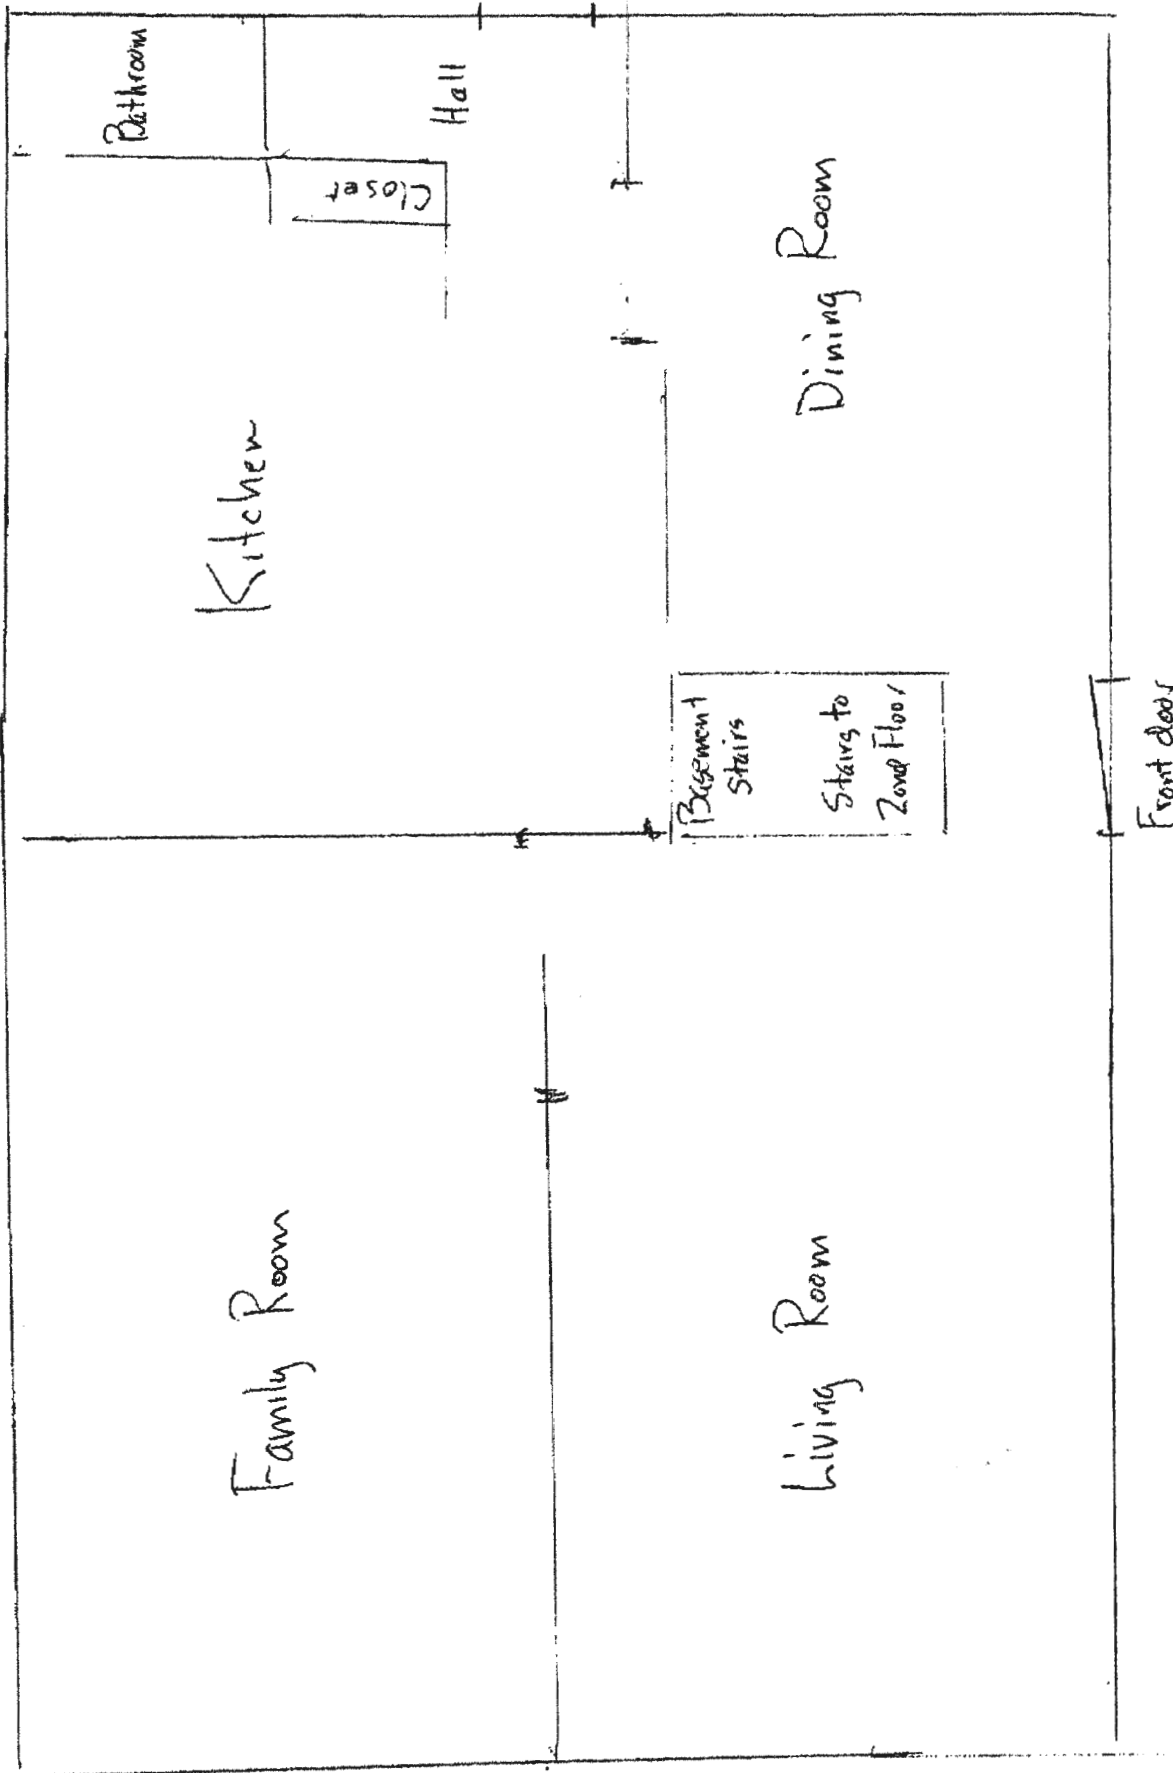 Bathroom
Hall
Closet
Kitchen
Dining Room
Basement
Stairs
Stairs to
2ond Floor
Front door
Family Room
Living Room